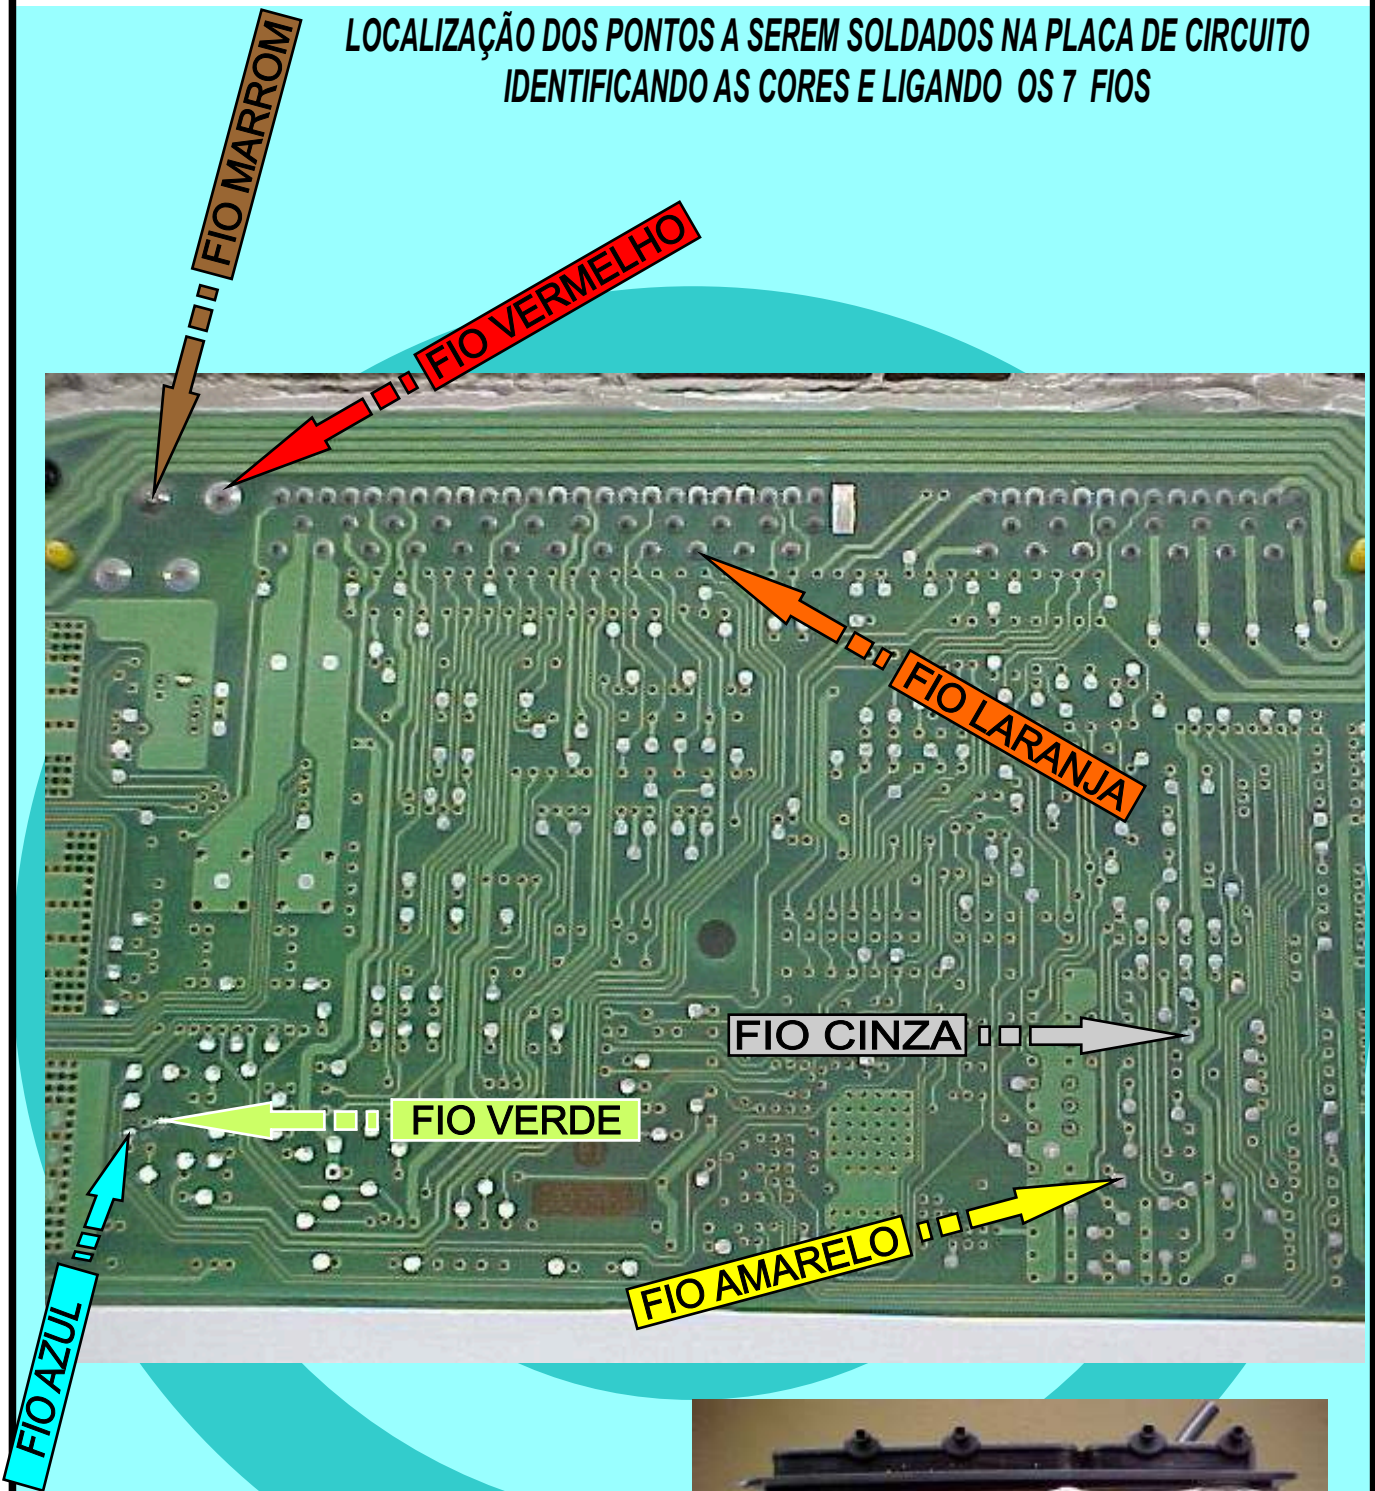 LOCALIZAÇÃO DOS PONTOS A SEREM SOLDADOS NA PLACA DE CIRCUITO
IDENTIFICANDO AS CORES E LIGANDO OS 7 FIOS
FIO MARROM
FIO VERMELHO
FIO LARANJA
FIO CINZA
FIO VERDE
FIO AMARELO
FIO AZUL